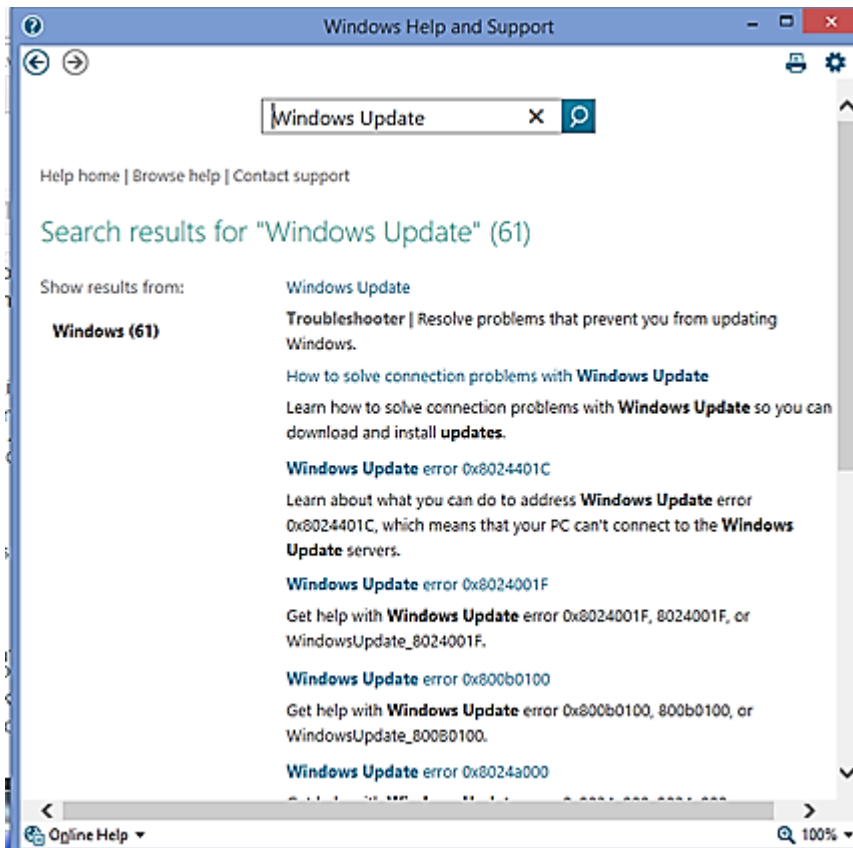 Windows Help and Support
Windows Update
Help home | Browse help | Contact support
Search results for "Windows Update" (61)
Show results from:
Windows (61)
Windows Update
Troubleshooter | Resolve problems that prevent you from updating
Windows.
How to solve connection problems with Windows Update
Learn how to solve connection problems with Windows Update so you can
download and install updates.
Windows Update error 0x8024401C
Learn about what you can do to address Windows Update error
0x8024401C, which means that your PC can't connect to the Windows
Update servers.
Windows Update error 0x8024001F
Get help with Windows Update error 0x8024001F, 8024001F, or
WindowsUpdate_8024001F.
Windows Update error 0x800b0100
Get help with Windows Update error 0x800b0100, 800b0100, or
WindowsUpdate_800B0100.
Windows Update error 0x8024a000
Online Help
100%